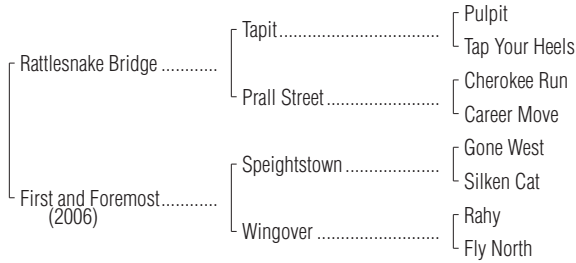 Pulpit
Tapit
Tap Your Heels
Rattlesnake Bridge
Cherokee Run
Prall Street
Career Move
Gone West
Speightstown
Silken Cat
First and Foremost
(2006)
Rahy
Wingover
Fly North